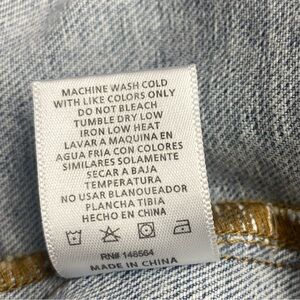 MACHINE WASH COLD
WITH LIKE COLORS ONLY
DO NOT BLEACH
TUMBLE DRY LOW
IRON LOW HEAT
LAVAR A MAQUINA EN
AGUA FRIA CON COLORES
SIMILARES SOLAMENTE
SECAR A BAJA
TEMPERATURA
NO USAR BLANQUEADOR
PLANCHA TIBIA
HECHO EN CHINA
RN# 148564
MADE IN CHINA